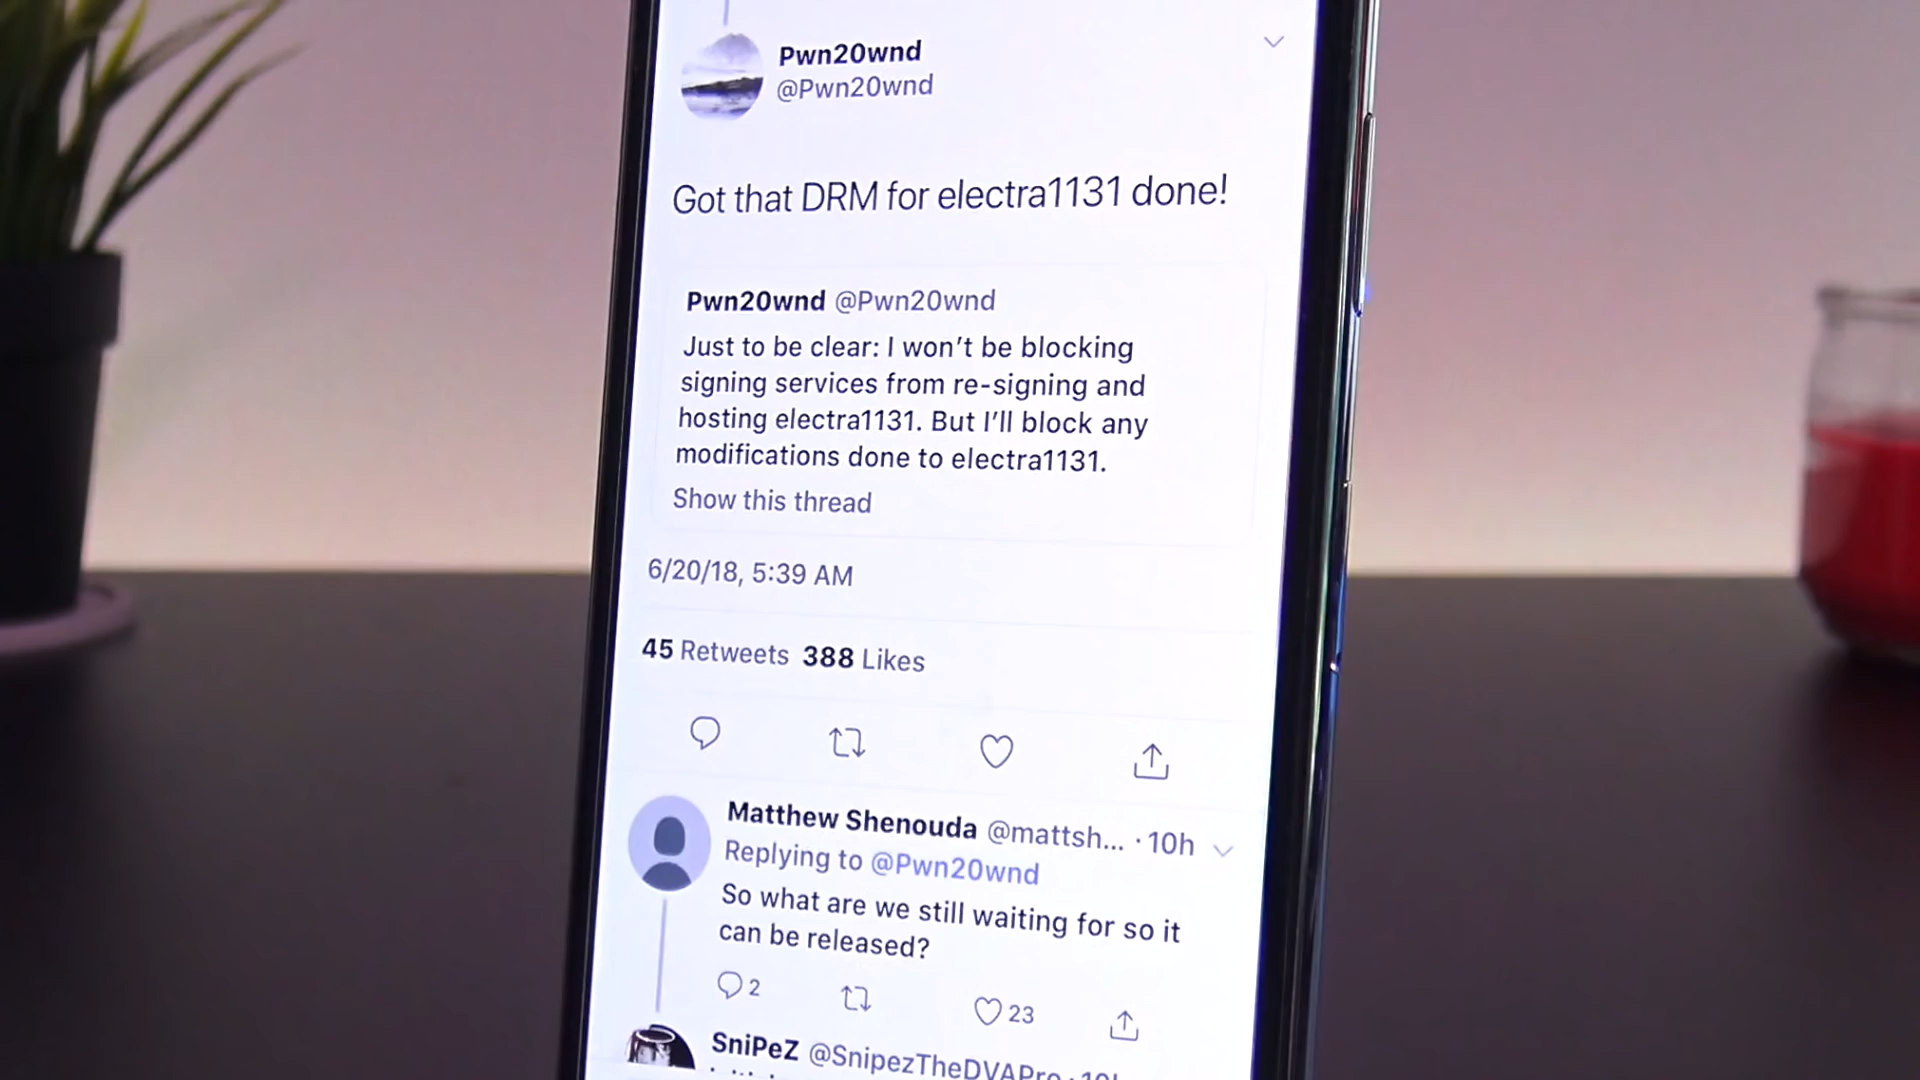 Pwn20wnd
@Pwn20wnd
Got that DRM for electra1131 done!
Pwn20wnd @Pwn20wnd
Just to be clear: I won't be blocking
signing services from re-signing and
hosting electra1131. But I'll block any
modifications done to electra1131.
Show this thread
6/20/18, 5:39 AM
45 Retweets 388 Likes
Matthew Shenouda @mattsh... · 10h
Replying to @Pwn20wnd
So what are we still waiting for so it
can be released?
2 23
SniPeZ @SnipezTheDVAPro